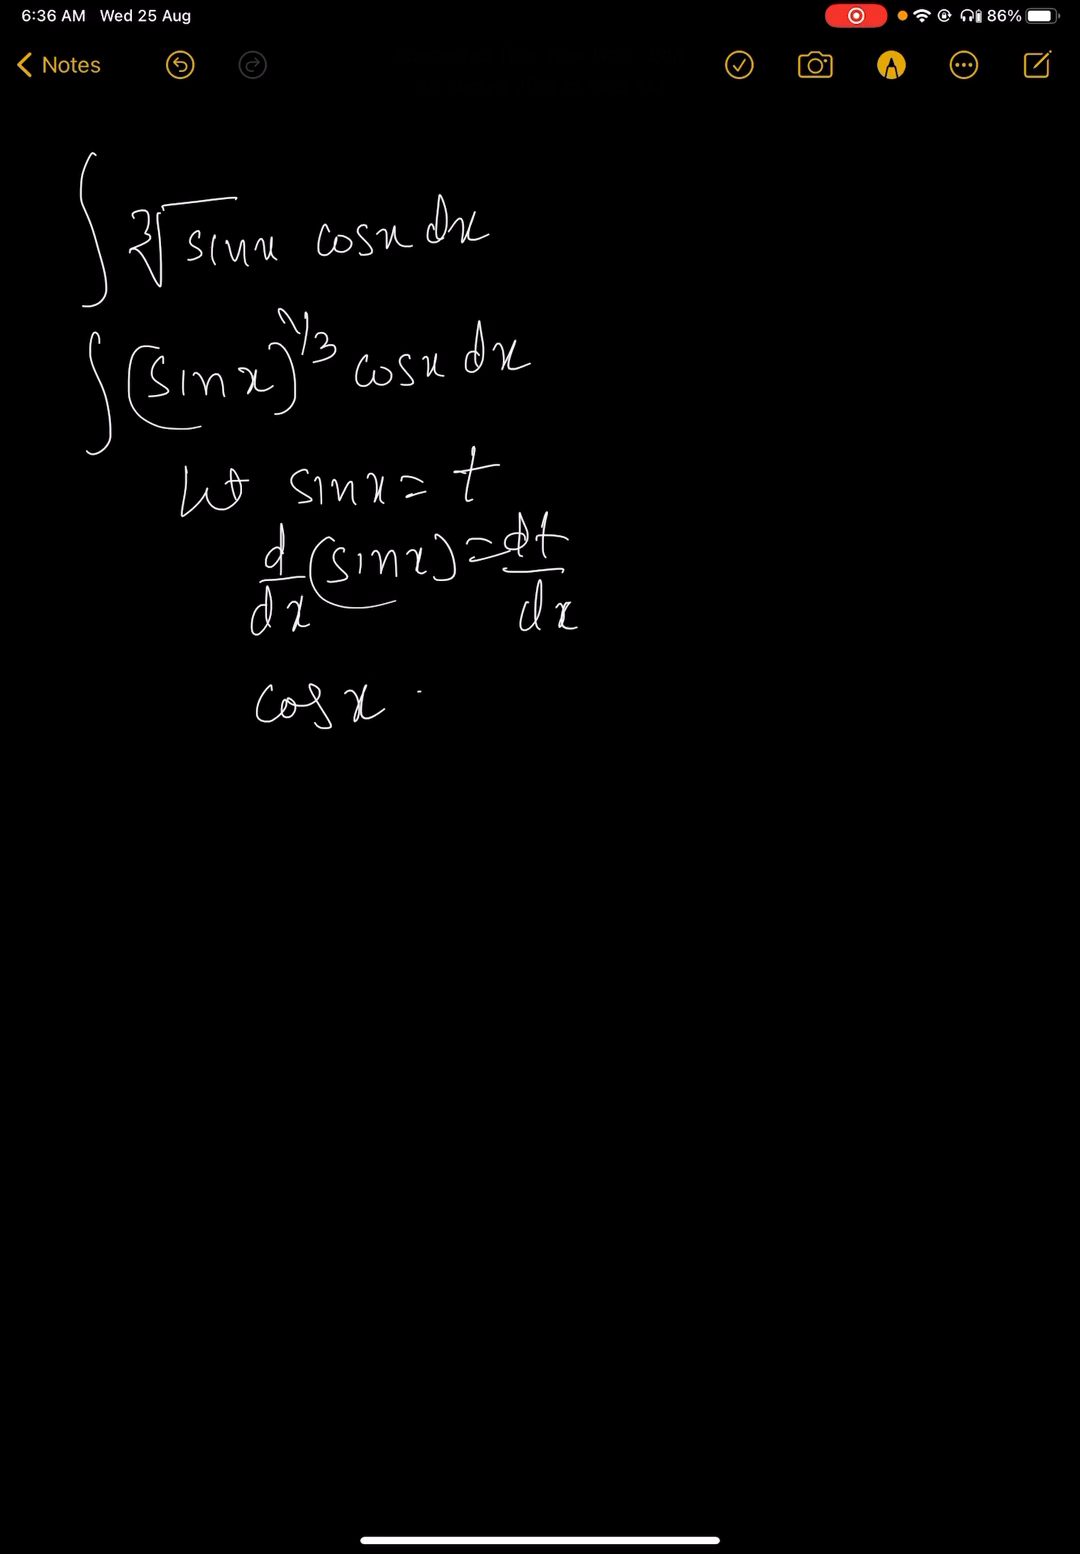 6:36 AM Wed 25 Aug 86%
Notes
∫ ∛sinx cosx dx
∫ (sinx)^1/3 cosx dx
Let sinx = t
d/dx (sinx) = dt/dx
cosx